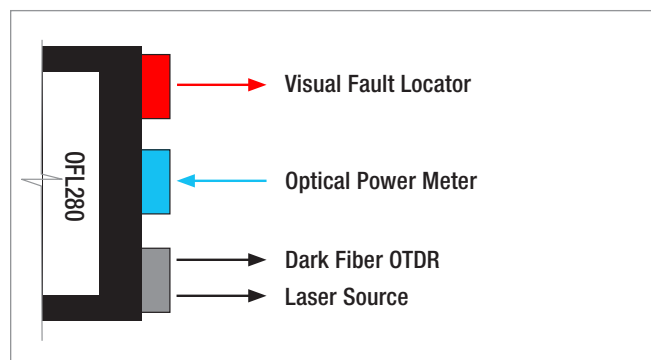 OFL280
Visual Fault Locator
Optical Power Meter
Dark Fiber OTDR
Laser Source